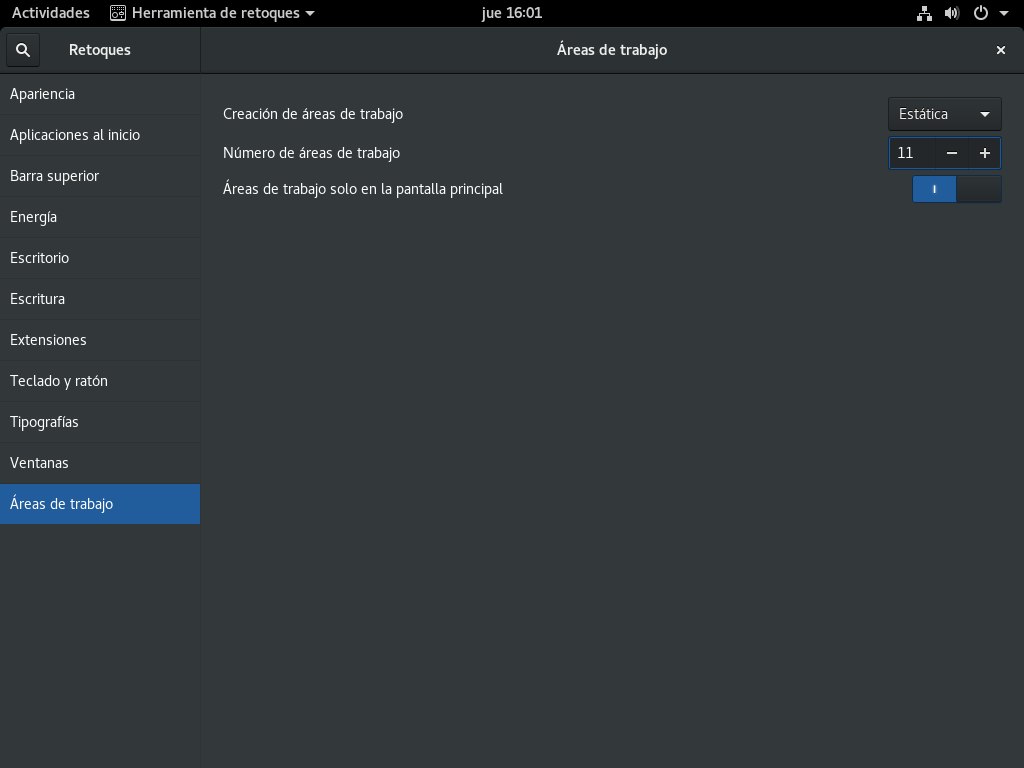 Actividades Herramienta de retoques jue 16:01
Retoques Áreas de trabajo
Apariencia
Aplicaciones al inicio
Barra superior
Energía
Escritorio
Escritura
Extensiones
Teclado y ratón
Tipografías
Ventanas
Áreas de trabajo
Creación de áreas de trabajo Estática
Número de áreas de trabajo 11 − +
Áreas de trabajo solo en la pantalla principal